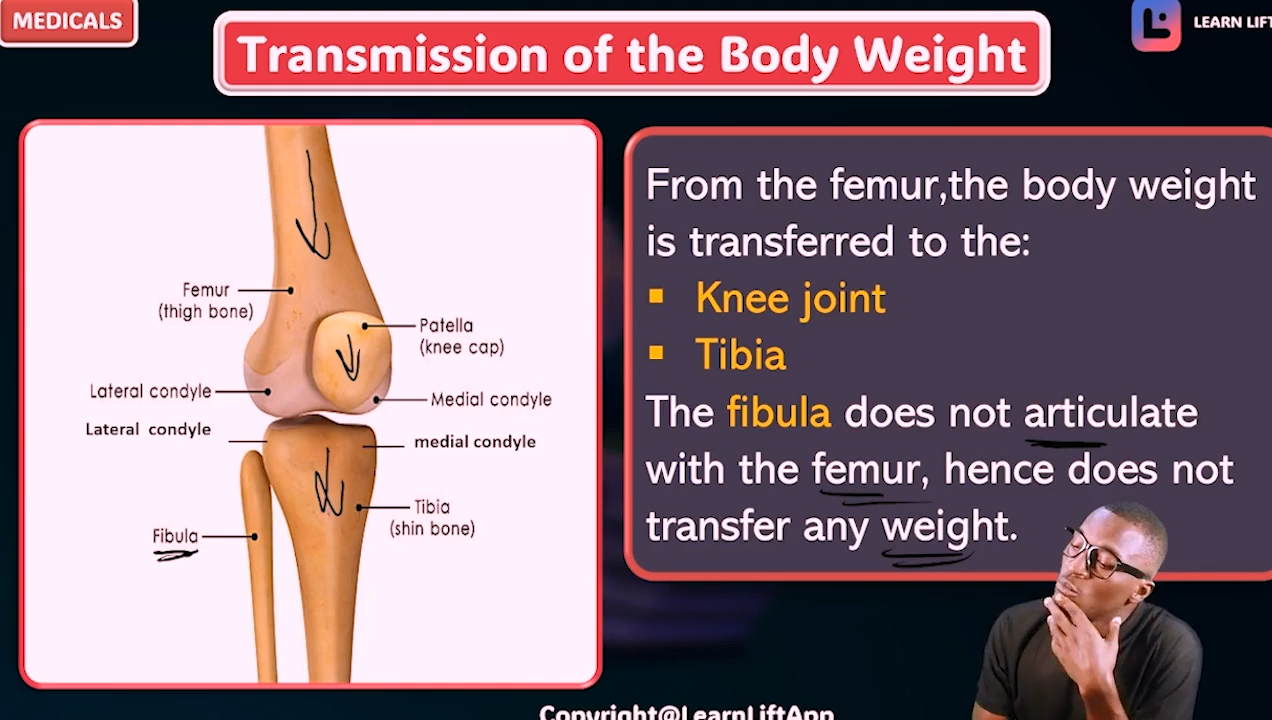 MEDICALS
Transmission of the Body Weight
LEARN LIFT
Femur
(thigh bone)
Patella
(knee cap)
Lateral condyle
Medial condyle
Lateral condyle
medial condyle
Tibia
(shin bone)
Fibula
From the femur,the body weight
is transferred to the:
▪ Knee joint
▪ Tibia
The fibula does not articulate
with the femur, hence does not
transfer any weight.
Copyright@LearnLiftApp